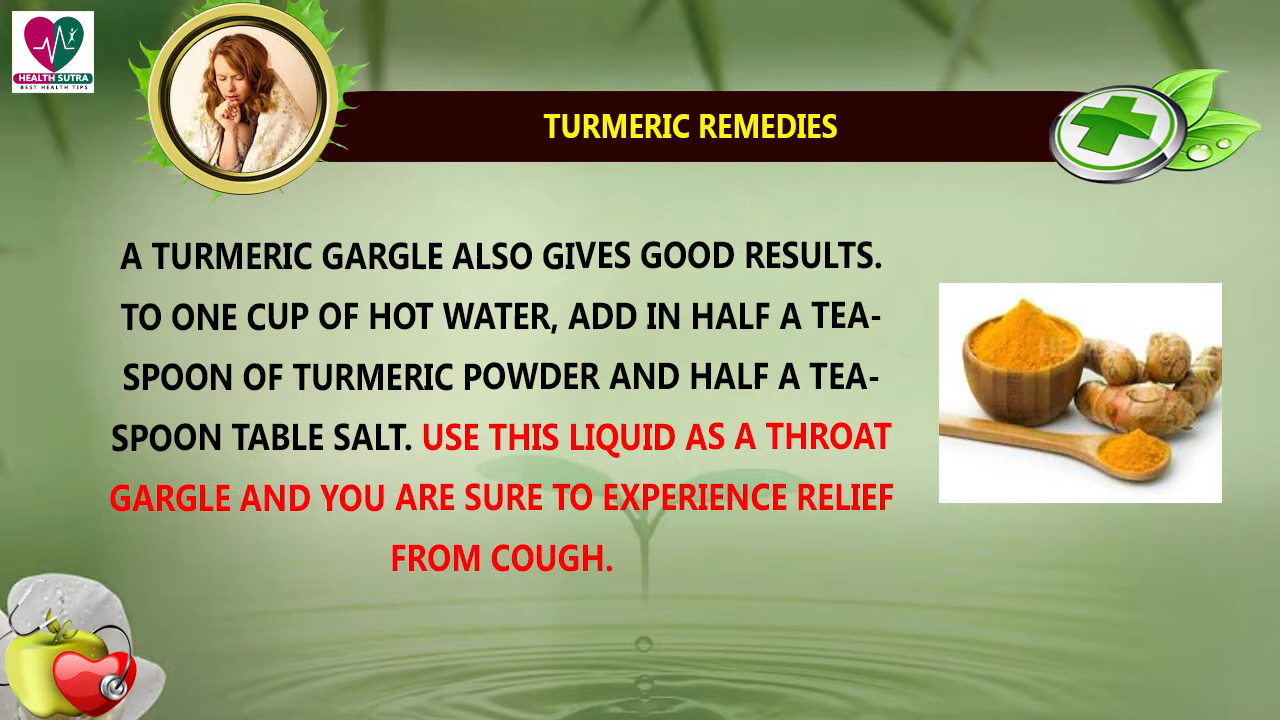 HEALTH SUTRA
BEST HEALTH TIPS
TURMERIC REMEDIES
A TURMERIC GARGLE ALSO GIVES GOOD RESULTS.
TO ONE CUP OF HOT WATER, ADD IN HALF A TEA-
SPOON OF TURMERIC POWDER AND HALF A TEA-
SPOON TABLE SALT. USE THIS LIQUID AS A THROAT
GARGLE AND YOU ARE SURE TO EXPERIENCE RELIEF
FROM COUGH.